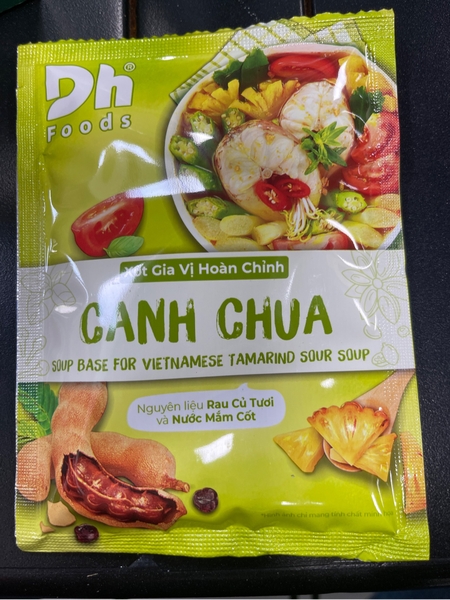 Dh®
Foods
Xốt Gia Vị Hoàn Chỉnh
CANH CHUA
SOUP BASE FOR VIETNAMESE TAMARIND SOUR SOUP
Nguyên liệu Rau Củ Tươi
và Nước Mắm Cốt